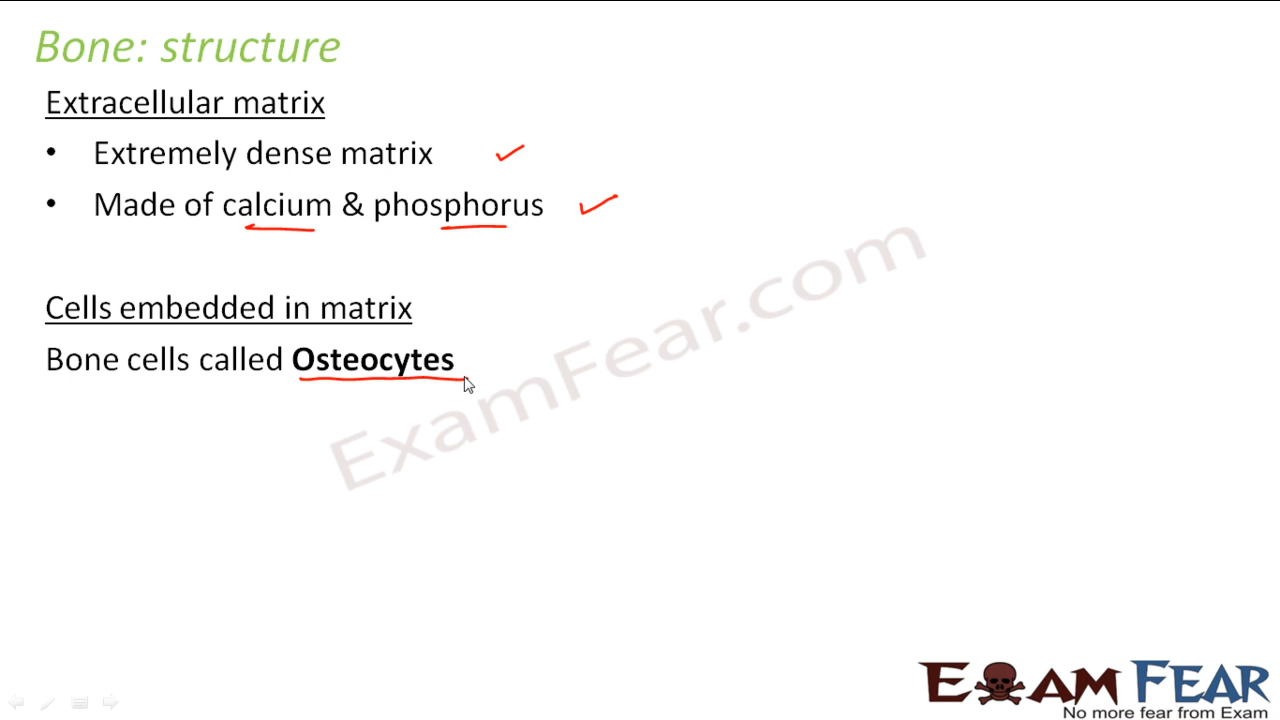 Bone: structure
Extracellular matrix
• Extremely dense matrix
• Made of calcium & phosphorus
Cells embedded in matrix
Bone cells called Osteocytes
ExamFear.com
EXAM FEAR
No more fear from Exam